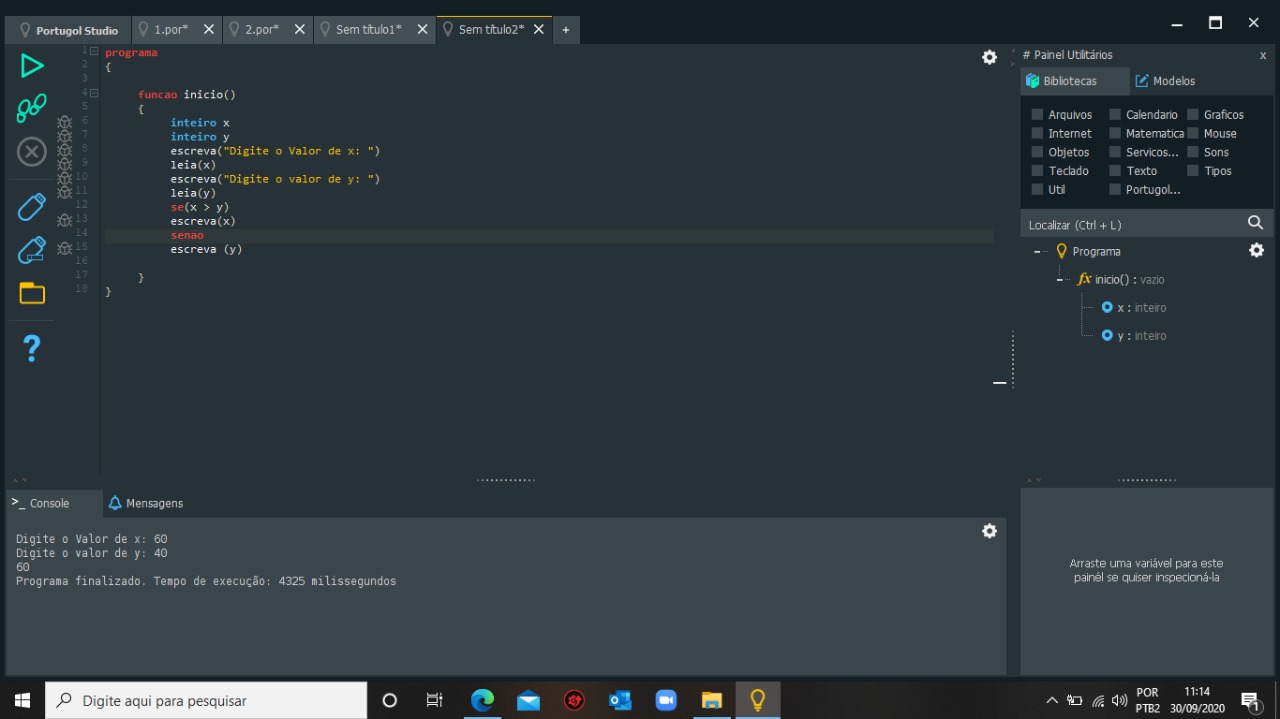 Portugol Studio 1.por* 2.por* Sem título1* Sem título2* +
1 programa
2 {
3
4 funcao inicio()
5 {
6 inteiro x
7 inteiro y
8 escreva("Digite o Valor de x: ")
9 leia(x)
10 escreva("Digite o valor de y: ")
11 leia(y)
12 se(x > y)
13 escreva(x)
14 senao
15 escreva (y)
16
17 }
18 }
# Painel Utilitários x
Bibliotecas Modelos
Arquivos Calendario Graficos
Internet Matematica Mouse
Objetos Servicos... Sons
Teclado Texto Tipos
Util Portugol...
Localizar (Ctrl + L)
Programa
fx inicio() : vazio
x : inteiro
y : inteiro
>_ Console Mensagens
Digite o Valor de x: 60
Digite o valor de y: 40
60
Programa finalizado. Tempo de execução: 4325 milissegundos
Arraste uma variável para este
painél se quiser inspecioná-la
Digite aqui para pesquisar
POR 11:14
PTB2 30/09/2020 1